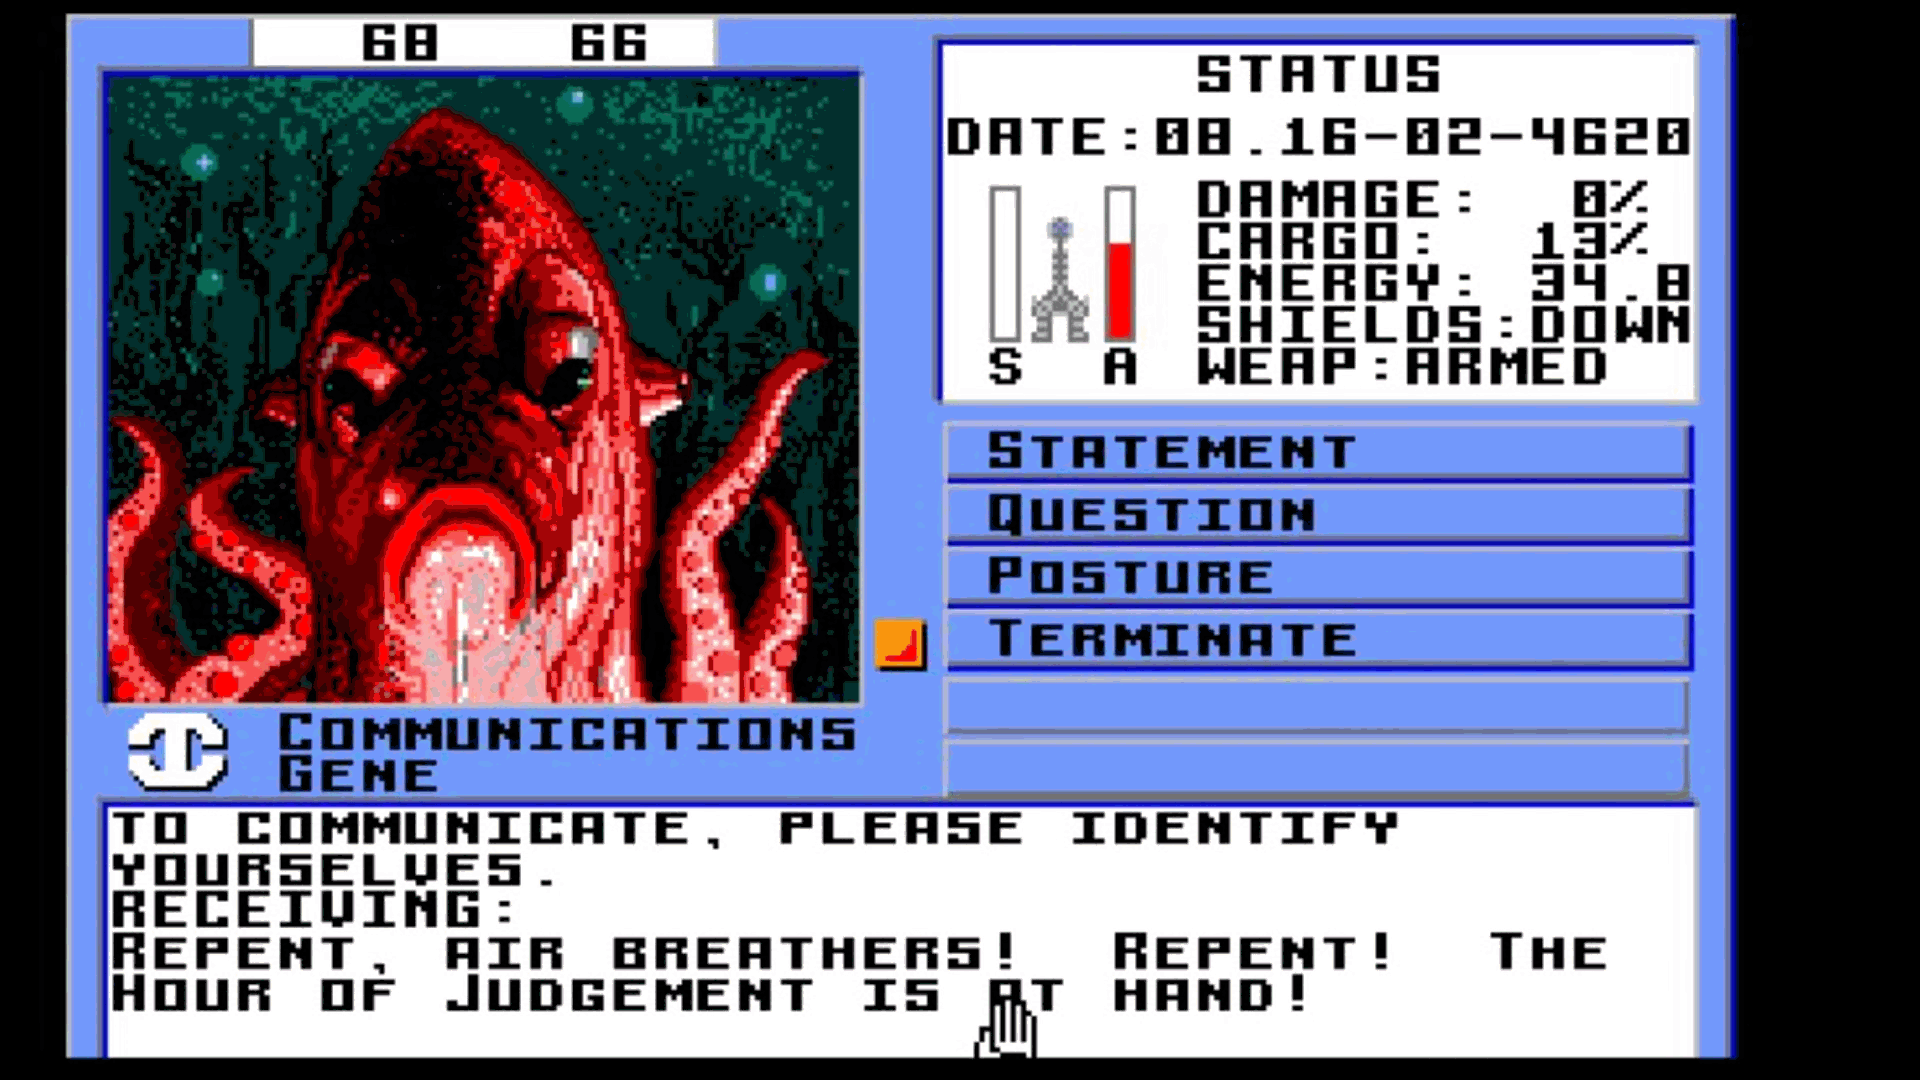 68 66
STATUS
DATE:08.16-02-4620
DAMAGE: 0%
CARGO: 13%
ENERGY: 34.8
SHIELDS:DOWN
S A WEAP:ARMED
STATEMENT
QUESTION
POSTURE
TERMINATE
COMMUNICATIONS
GENE
TO COMMUNICATE, PLEASE IDENTIFY
YOURSELVES.
RECEIVING:
REPENT, AIR BREATHERS! REPENT! THE
HOUR OF JUDGEMENT IS AT HAND!